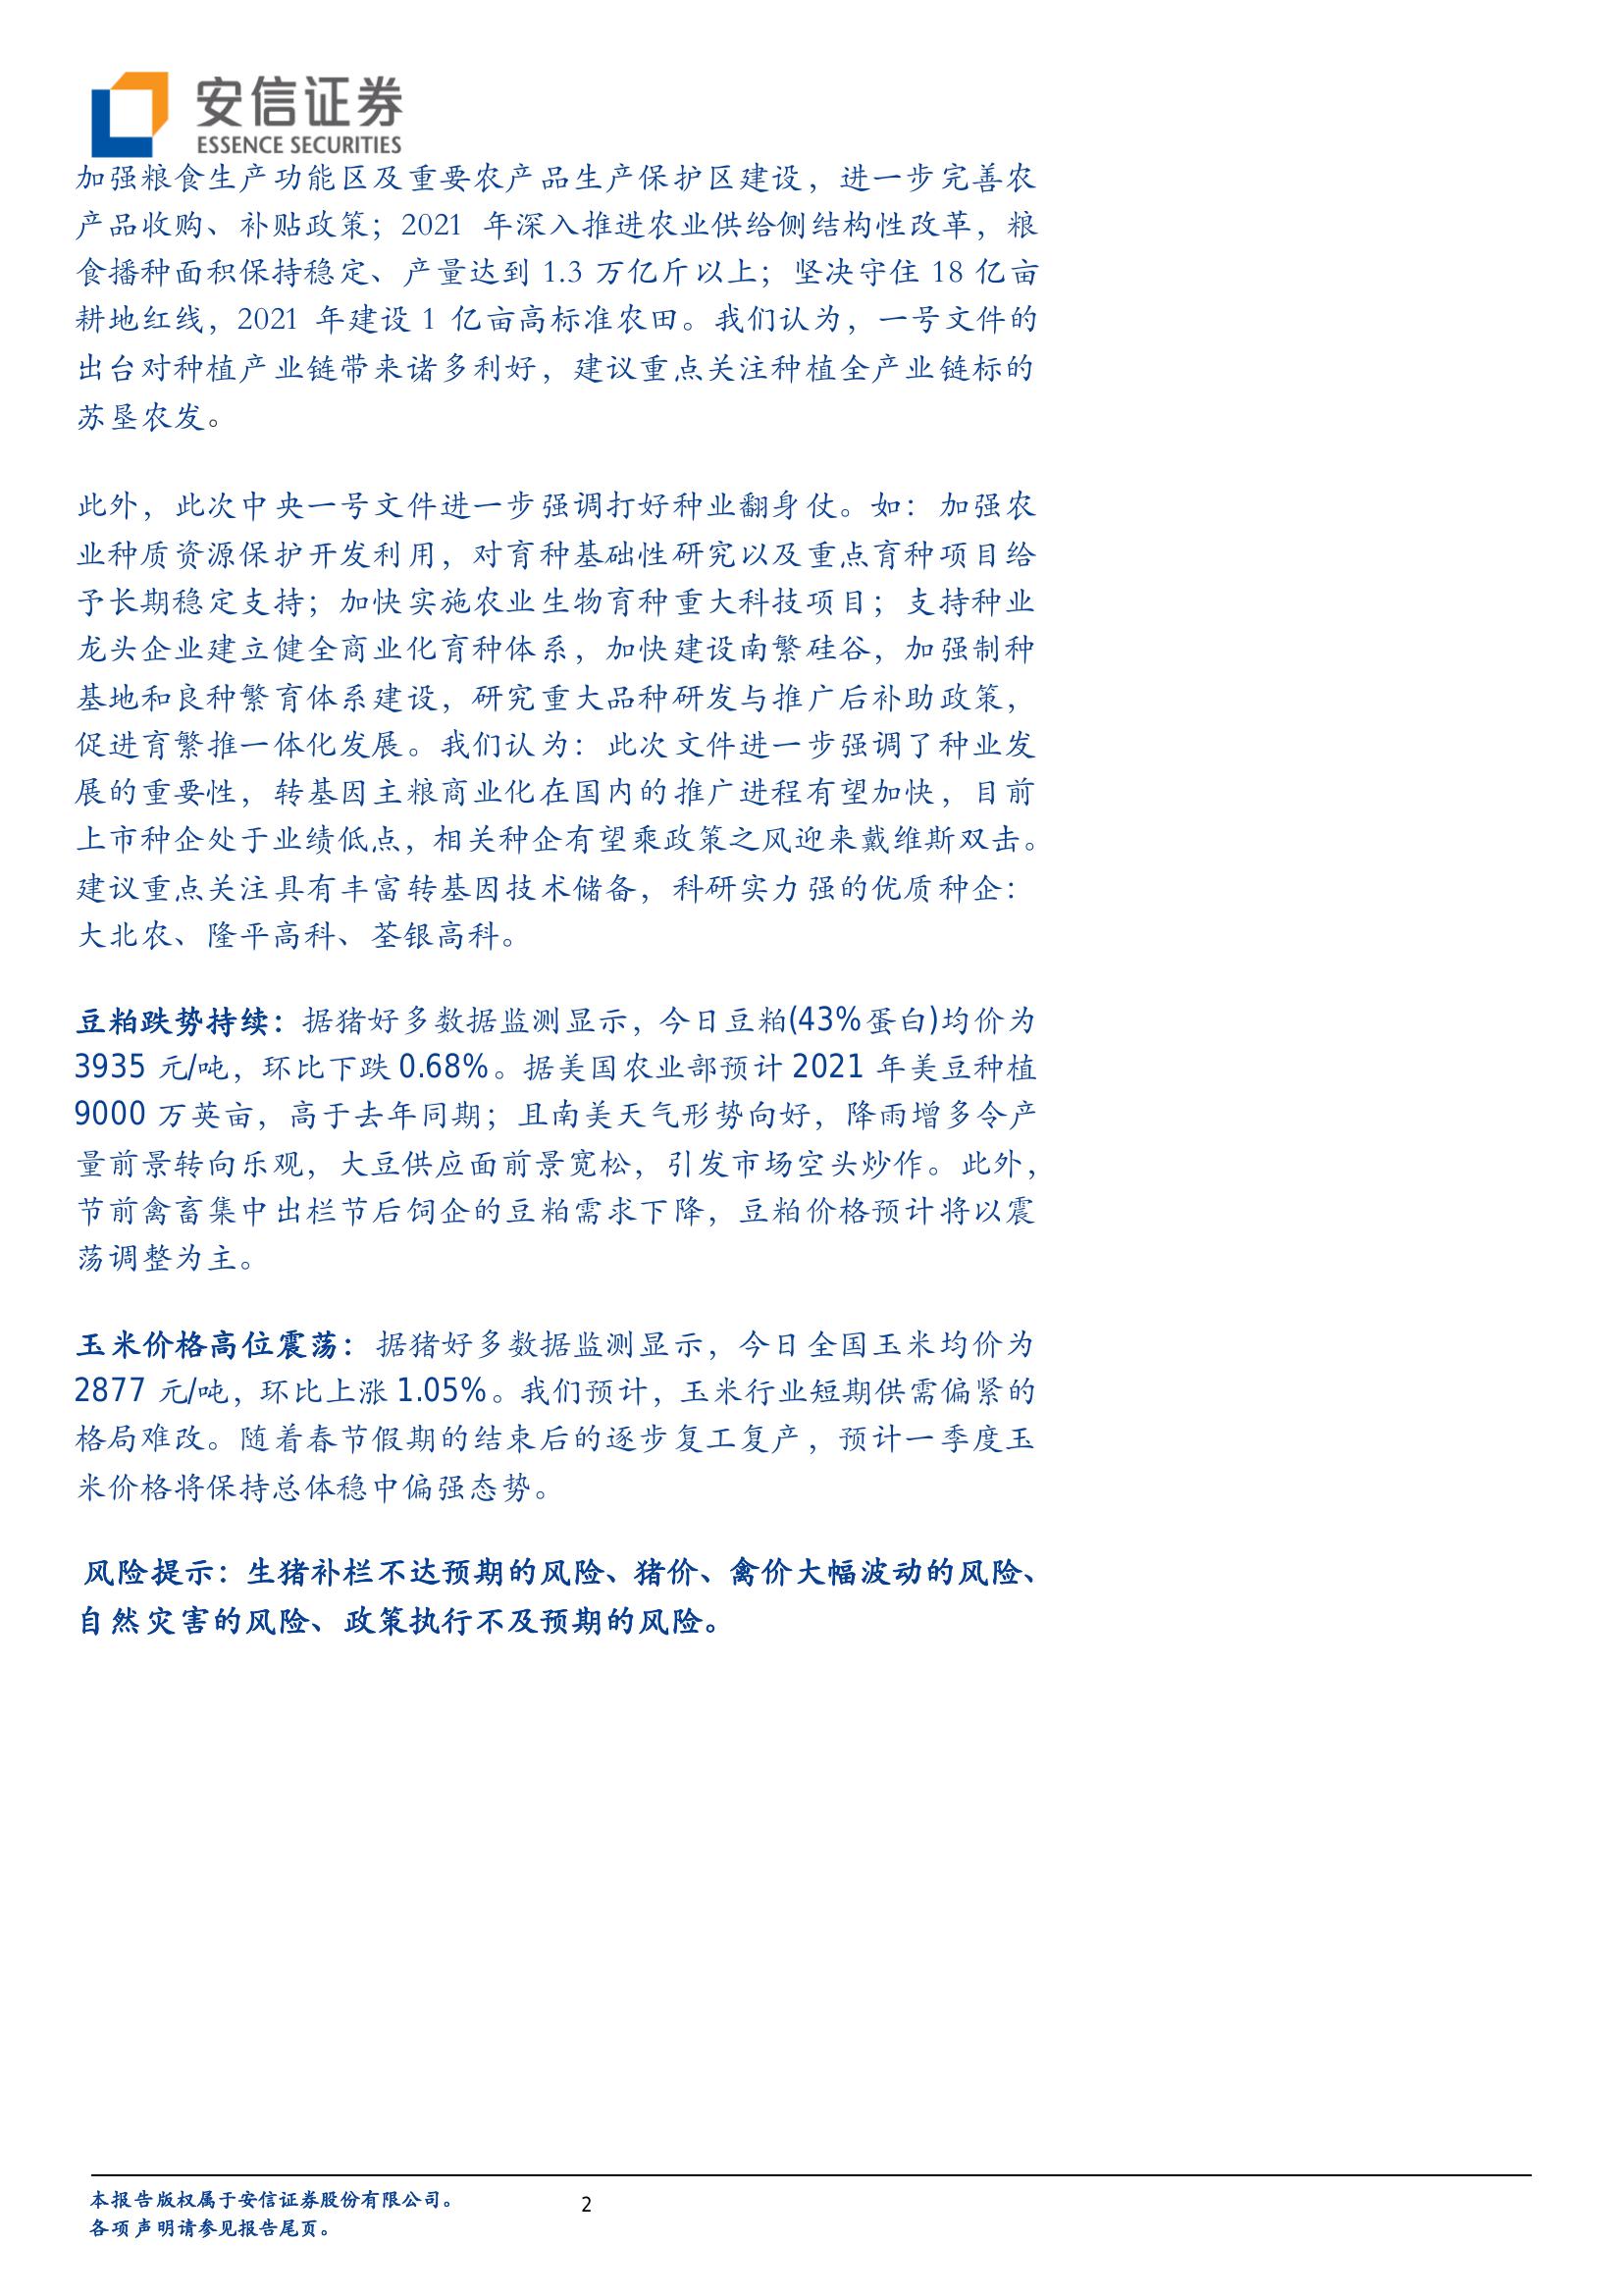 安信证券
ESSENCE SECURITIES
加强粮食生产功能区及重要农产品生产保护区建设，进一步完善农
产品收购、补贴政策；2021 年深入推进农业供给侧结构性改革，粮
食播种面积保持稳定、产量达到 1.3 万亿斤以上；坚决守住 18 亿亩
耕地红线，2021 年建设 1 亿亩高标准农田。我们认为，一号文件的
出台对种植产业链带来诸多利好，建议重点关注种植全产业链标的
苏垦农发。
此外，此次中央一号文件进一步强调打好种业翻身仗。如：加强农
业种质资源保护开发利用，对育种基础性研究以及重点育种项目给
予长期稳定支持；加快实施农业生物育种重大科技项目；支持种业
龙头企业建立健全商业化育种体系，加快建设南繁硅谷，加强制种
基地和良种繁育体系建设，研究重大品种研发与推广后补助政策，
促进育繁推一体化发展。我们认为：此次文件进一步强调了种业发
展的重要性，转基因主粮商业化在国内的推广进程有望加快，目前
上市种企处于业绩低点，相关种企有望乘政策之风迎来戴维斯双击。
建议重点关注具有丰富转基因技术储备，科研实力强的优质种企：
大北农、隆平高科、荃银高科。
豆粕跌势持续：据猪好多数据监测显示，今日豆粕(43%蛋白)均价为
3935 元/吨，环比下跌 0.68%。据美国农业部预计 2021 年美豆种植
9000 万英亩，高于去年同期；且南美天气形势向好，降雨增多令产
量前景转向乐观，大豆供应面前景宽松，引发市场空头炒作。此外，
节前禽畜集中出栏节后饲企的豆粕需求下降，豆粕价格预计将以震
荡调整为主。
玉米价格高位震荡：据猪好多数据监测显示，今日全国玉米均价为
2877 元/吨，环比上涨 1.05%。我们预计，玉米行业短期供需偏紧的
格局难改。随着春节假期的结束后的逐步复工复产，预计一季度玉
米价格将保持总体稳中偏强态势。
风险提示：生猪补栏不达预期的风险、猪价、禽价大幅波动的风险、
自然灾害的风险、政策执行不及预期的风险。
本报告版权属于安信证券股份有限公司。
2
各项声明请参见报告尾页。